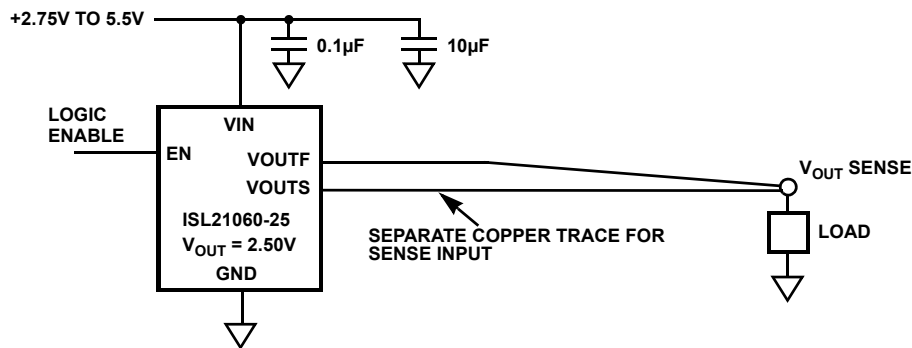 +2.75V TO 5.5V
0.1µF
10µF
LOGIC
ENABLE
VIN
EN
VOUTF
VOUTS
VOUT SENSE
ISL21060-25
VOUT = 2.50V
GND
SEPARATE COPPER TRACE FOR
SENSE INPUT
LOAD